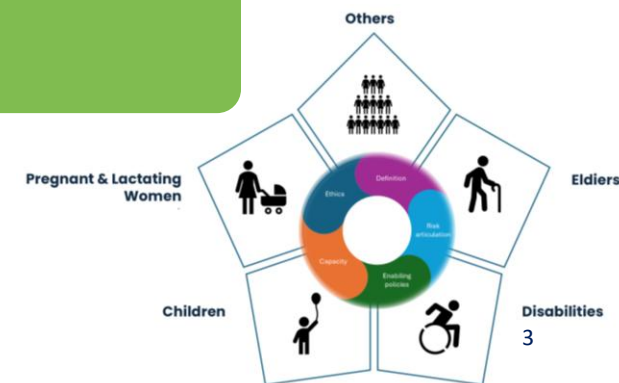 Others
Pregnant & Lactating
Women
Eldiers
Definition
Ethics
Risk
articulation
Capacity
Enabling
policies
Children
Disabilities
3